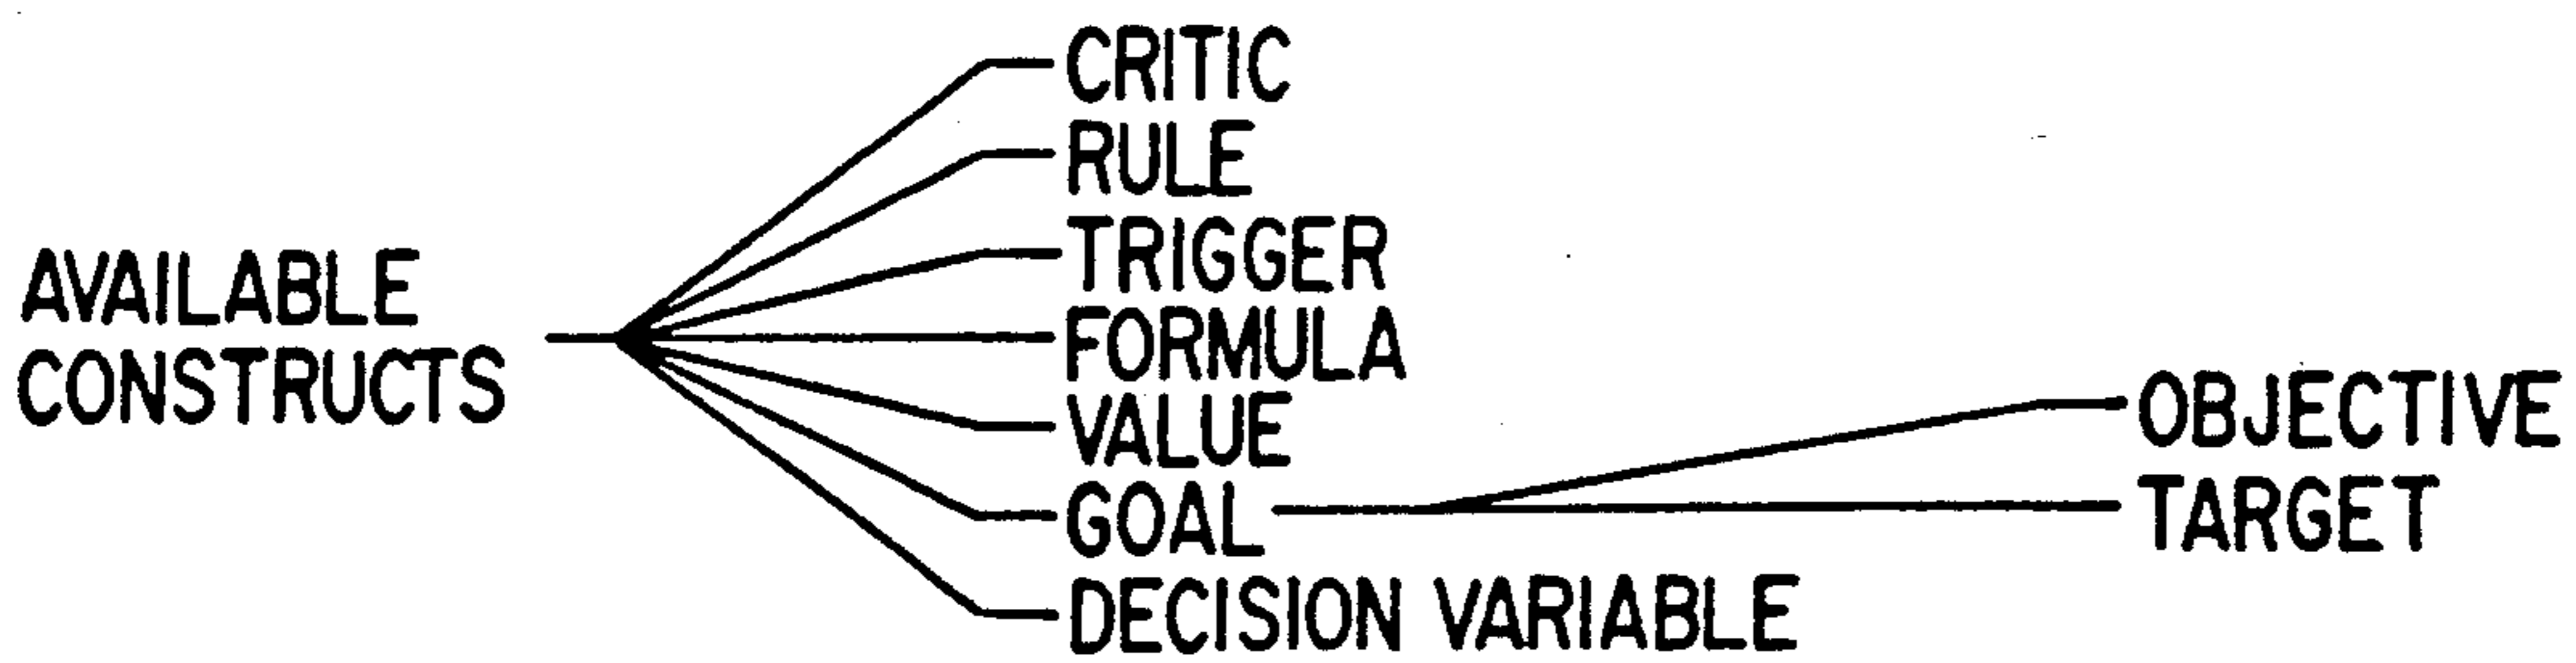 AVAILABLE
CONSTRUCTS
CRITIC
RULE
TRIGGER
FORMULA
VALUE
GOAL
DECISION VARIABLE
OBJECTIVE
TARGET